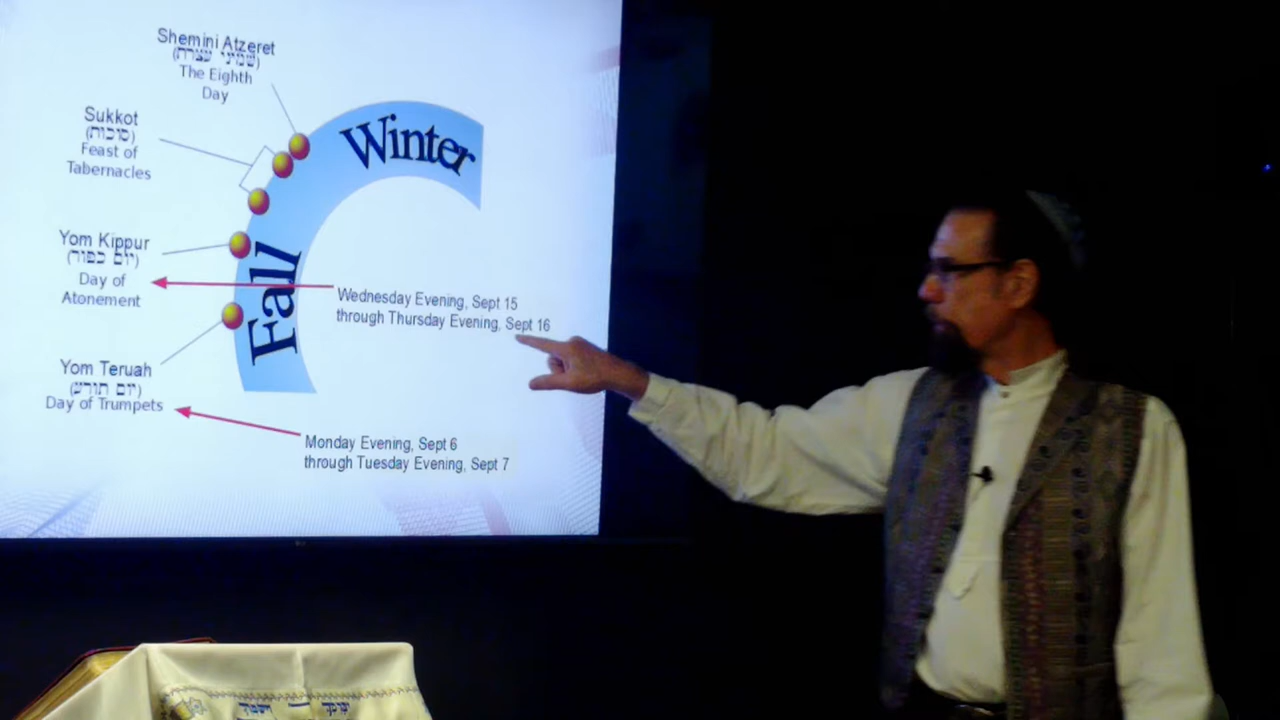 Shemini Atzeret
(שמיני עצרת)
The Eighth
Day
Sukkot
(סוכות)
Feast of
Tabernacles
Yom Kippur
(יום כפור)
Day of
Atonement
Yom Teruah
(יום תורע)
Day of Trumpets
Winter
Fall
Wednesday Evening, Sept 15
through Thursday Evening, Sept 16
Monday Evening, Sept 6
through Tuesday Evening, Sept 7